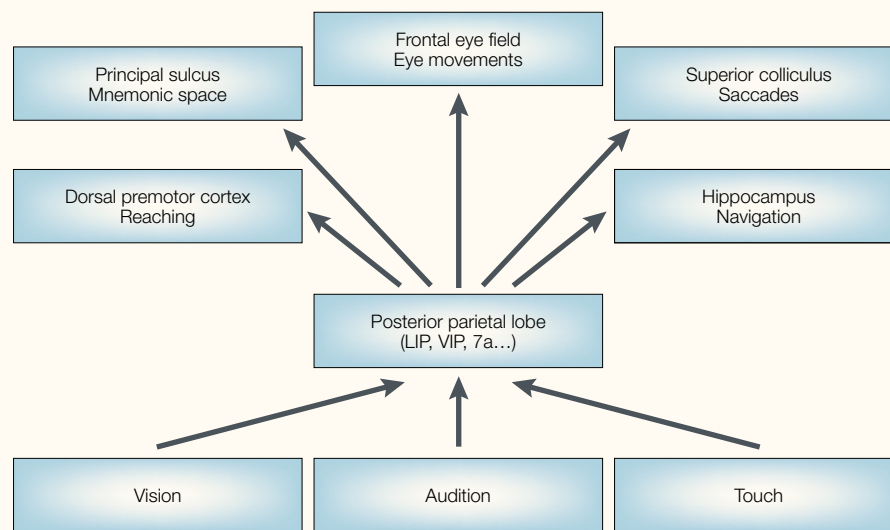 Frontal eye field
Eye movements
Principal sulcus
Mnemonic space
Superior colliculus
Saccades
Dorsal premotor cortex
Reaching
Hippocampus
Navigation
Posterior parietal lobe
(LIP, VIP, 7a…)
Vision
Audition
Touch